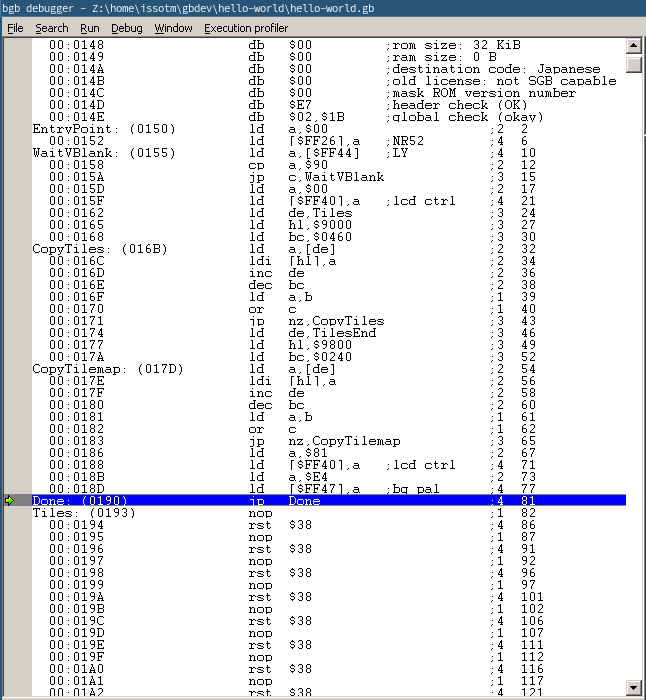 bgb debugger - Z:\home\issotm\gbdev\hello-world\hello-world.gb
File Search Run Debug Window Execution profiler
00:0148 db $00 ;rom size: 32 KiB
00:0149 db $00 ;ram size: 0 B
00:014A db $00 ;destination code: Japanese
00:014B db $00 ;old license: not SGB capable
00:014C db $00 ;mask ROM version number
00:014D db $E7 ;header check (OK)
00:014E db $02,$1B ;global check (okay)
EntryPoint: (0150) ld a,$00 ;2 2
00:0152 ld [$FF26],a ;NR52 ;4 6
WaitVBlank: (0155) ld a,[$FF44] ;LY ;4 10
00:0158 cp a,$90 ;2 12
00:015A jp c,WaitVBlank ;3 15
00:015D ld a,$00 ;2 17
00:015F ld [$FF40],a ;lcd ctrl ;4 21
00:0162 ld de,Tiles ;3 24
00:0165 ld hl,$9000 ;3 27
00:0168 ld bc,$0460 ;3 30
CopyTiles: (016B) ld a,[de] ;2 32
00:016C ldi [hl],a ;2 34
00:016D inc de ;2 36
00:016E dec bc ;2 38
00:016F ld a,b ;1 39
00:0170 or c ;1 40
00:0171 jp nz,CopyTiles ;3 43
00:0174 ld de,TilesEnd ;3 46
00:0177 ld hl,$9800 ;3 49
00:017A ld bc,$0240 ;3 52
CopyTilemap: (017D) ld a,[de] ;2 54
00:017E ldi [hl],a ;2 56
00:017F inc de ;2 58
00:0180 dec bc ;2 60
00:0181 ld a,b ;1 61
00:0182 or c ;1 62
00:0183 jp nz,CopyTilemap ;3 65
00:0186 ld a,$81 ;2 67
00:0188 ld [$FF40],a ;lcd ctrl ;4 71
00:018B ld a,$E4 ;2 73
00:018D ld [$FF47],a ;bg pal ;4 77
Done: (0190) jp Done ;4 81
Tiles: (0193) nop ;1 82
00:0194 rst $38 ;4 86
00:0195 nop ;1 87
00:0196 rst $38 ;4 91
00:0197 nop ;1 92
00:0198 rst $38 ;4 96
00:0199 nop ;1 97
00:019A rst $38 ;4 101
00:019B nop ;1 102
00:019C rst $38 ;4 106
00:019D nop ;1 107
00:019E rst $38 ;4 111
00:019F nop ;1 112
00:01A0 rst $38 ;4 116
00:01A1 nop ;1 117
00:01A2 rst $38 ;4 121